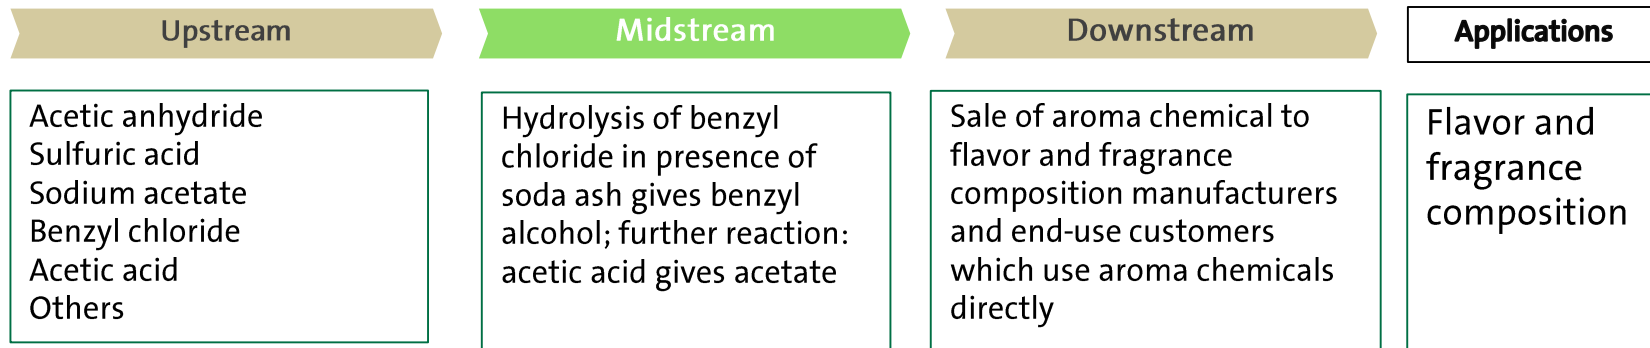 Upstream
Midstream
Downstream
Applications
Acetic anhydride
Sulfuric acid
Sodium acetate
Benzyl chloride
Acetic acid
Others
Hydrolysis of benzyl
chloride in presence of
soda ash gives benzyl
alcohol; further reaction:
acetic acid gives acetate
Sale of aroma chemical to
flavor and fragrance
composition manufacturers
and end-use customers
which use aroma chemicals
directly
Flavor and
fragrance
composition